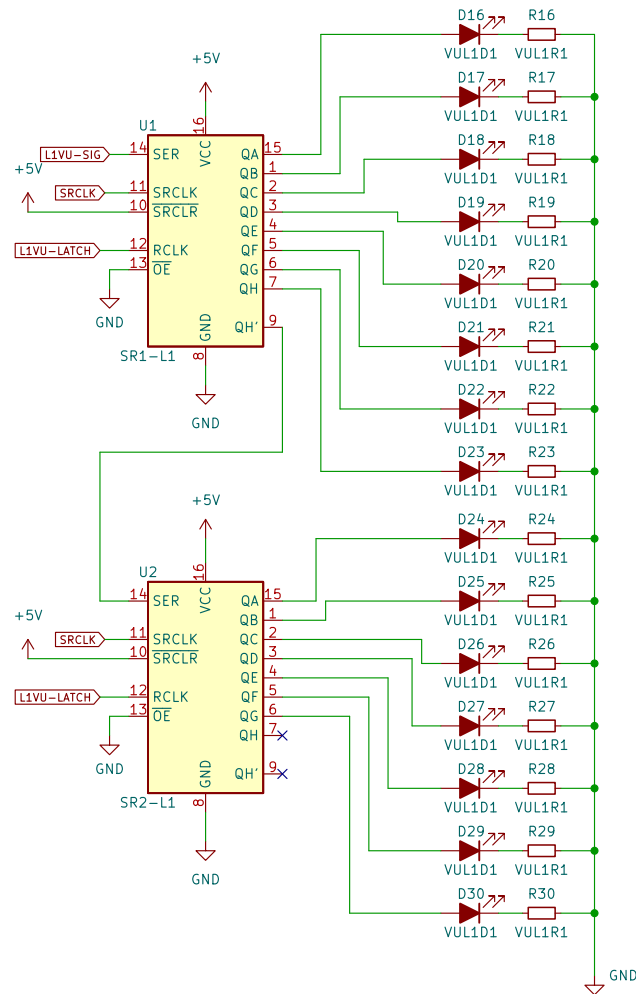 D16 R16
VUL1D1 VUL1R1
+5V
D17 R17
VUL1D1 VUL1R1
U1
16
VCC
L1VU-SIG 14 SER QA 15
D18 R18
VUL1D1 VUL1R1
+5V
QB 1
SRCLK 11 SRCLK QC 2
10 SRCLR QD 3
D19 R19
VUL1D1 VUL1R1
QE 4
L1VU-LATCH 12 RCLK QF 5
13 OE QG 6
D20 R20
VUL1D1 VUL1R1
QH 7
GND
GND
8
QH' 9
D21 R21
VUL1D1 VUL1R1
SR1-L1
GND
D22 R22
VUL1D1 VUL1R1
D23 R23
VUL1D1 VUL1R1
+5V
D24 R24
VUL1D1 VUL1R1
U2
16
VCC
14 SER QA 15
D25 R25
VUL1D1 VUL1R1
+5V
QB 1
SRCLK 11 SRCLK QC 2
10 SRCLR QD 3
D26 R26
VUL1D1 VUL1R1
QE 4
L1VU-LATCH 12 RCLK QF 5
13 OE QG 6
D27 R27
VUL1D1 VUL1R1
QH 7
GND
GND
8
QH' 9
D28 R28
VUL1D1 VUL1R1
SR2-L1
D29 R29
VUL1D1 VUL1R1
GND
D30 R30
VUL1D1 VUL1R1
GND